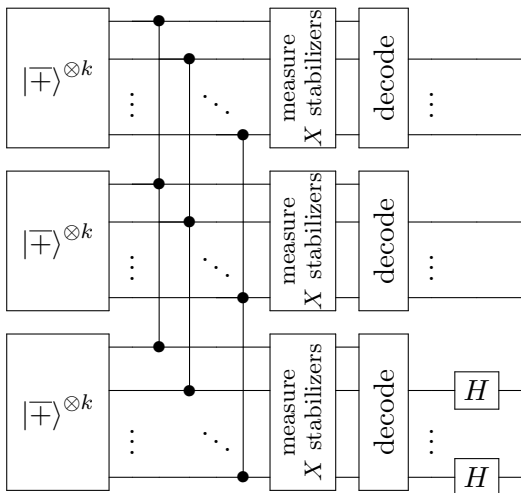 |+̅⟩^{⊗k}
measure
X stabilizers
decode
|+̅⟩^{⊗k}
measure
X stabilizers
decode
|+̅⟩^{⊗k}
measure
X stabilizers
decode
H
H